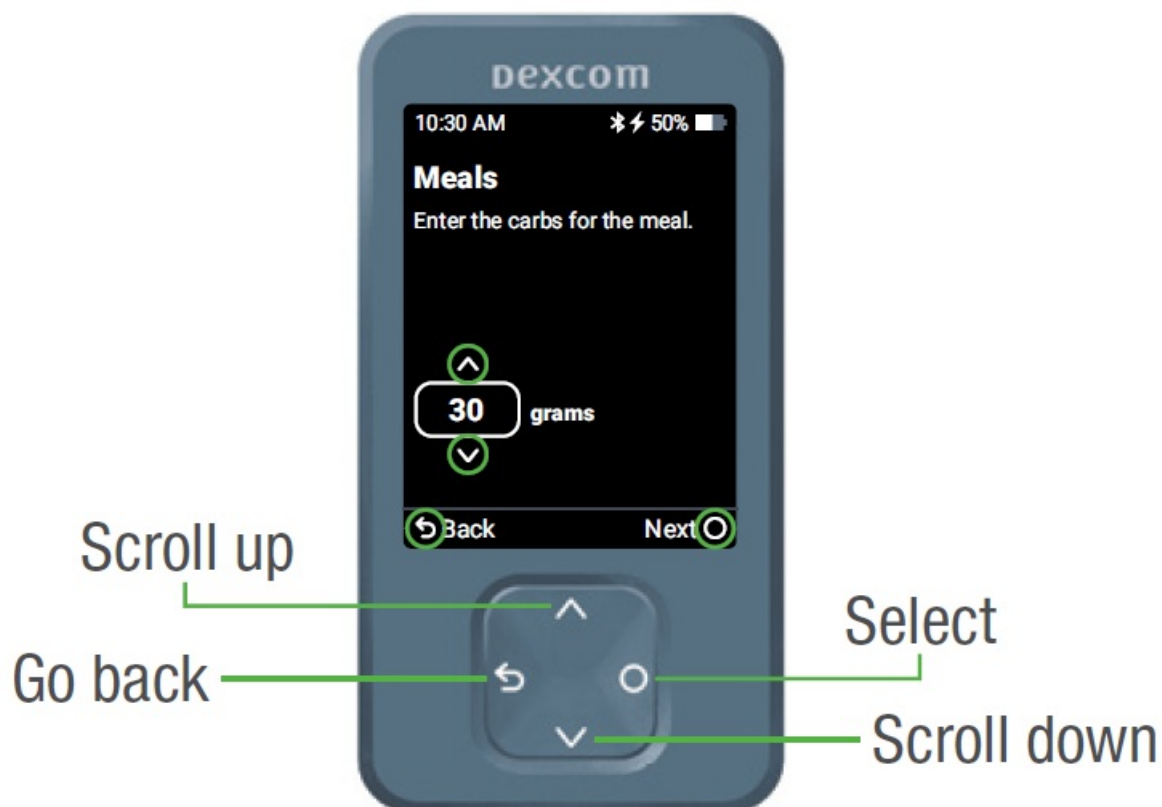 Dexcom
10:30 AM 50%
Meals
Enter the carbs for the meal.
30 grams
Back Next
Scroll up
Select
Go back
Scroll down